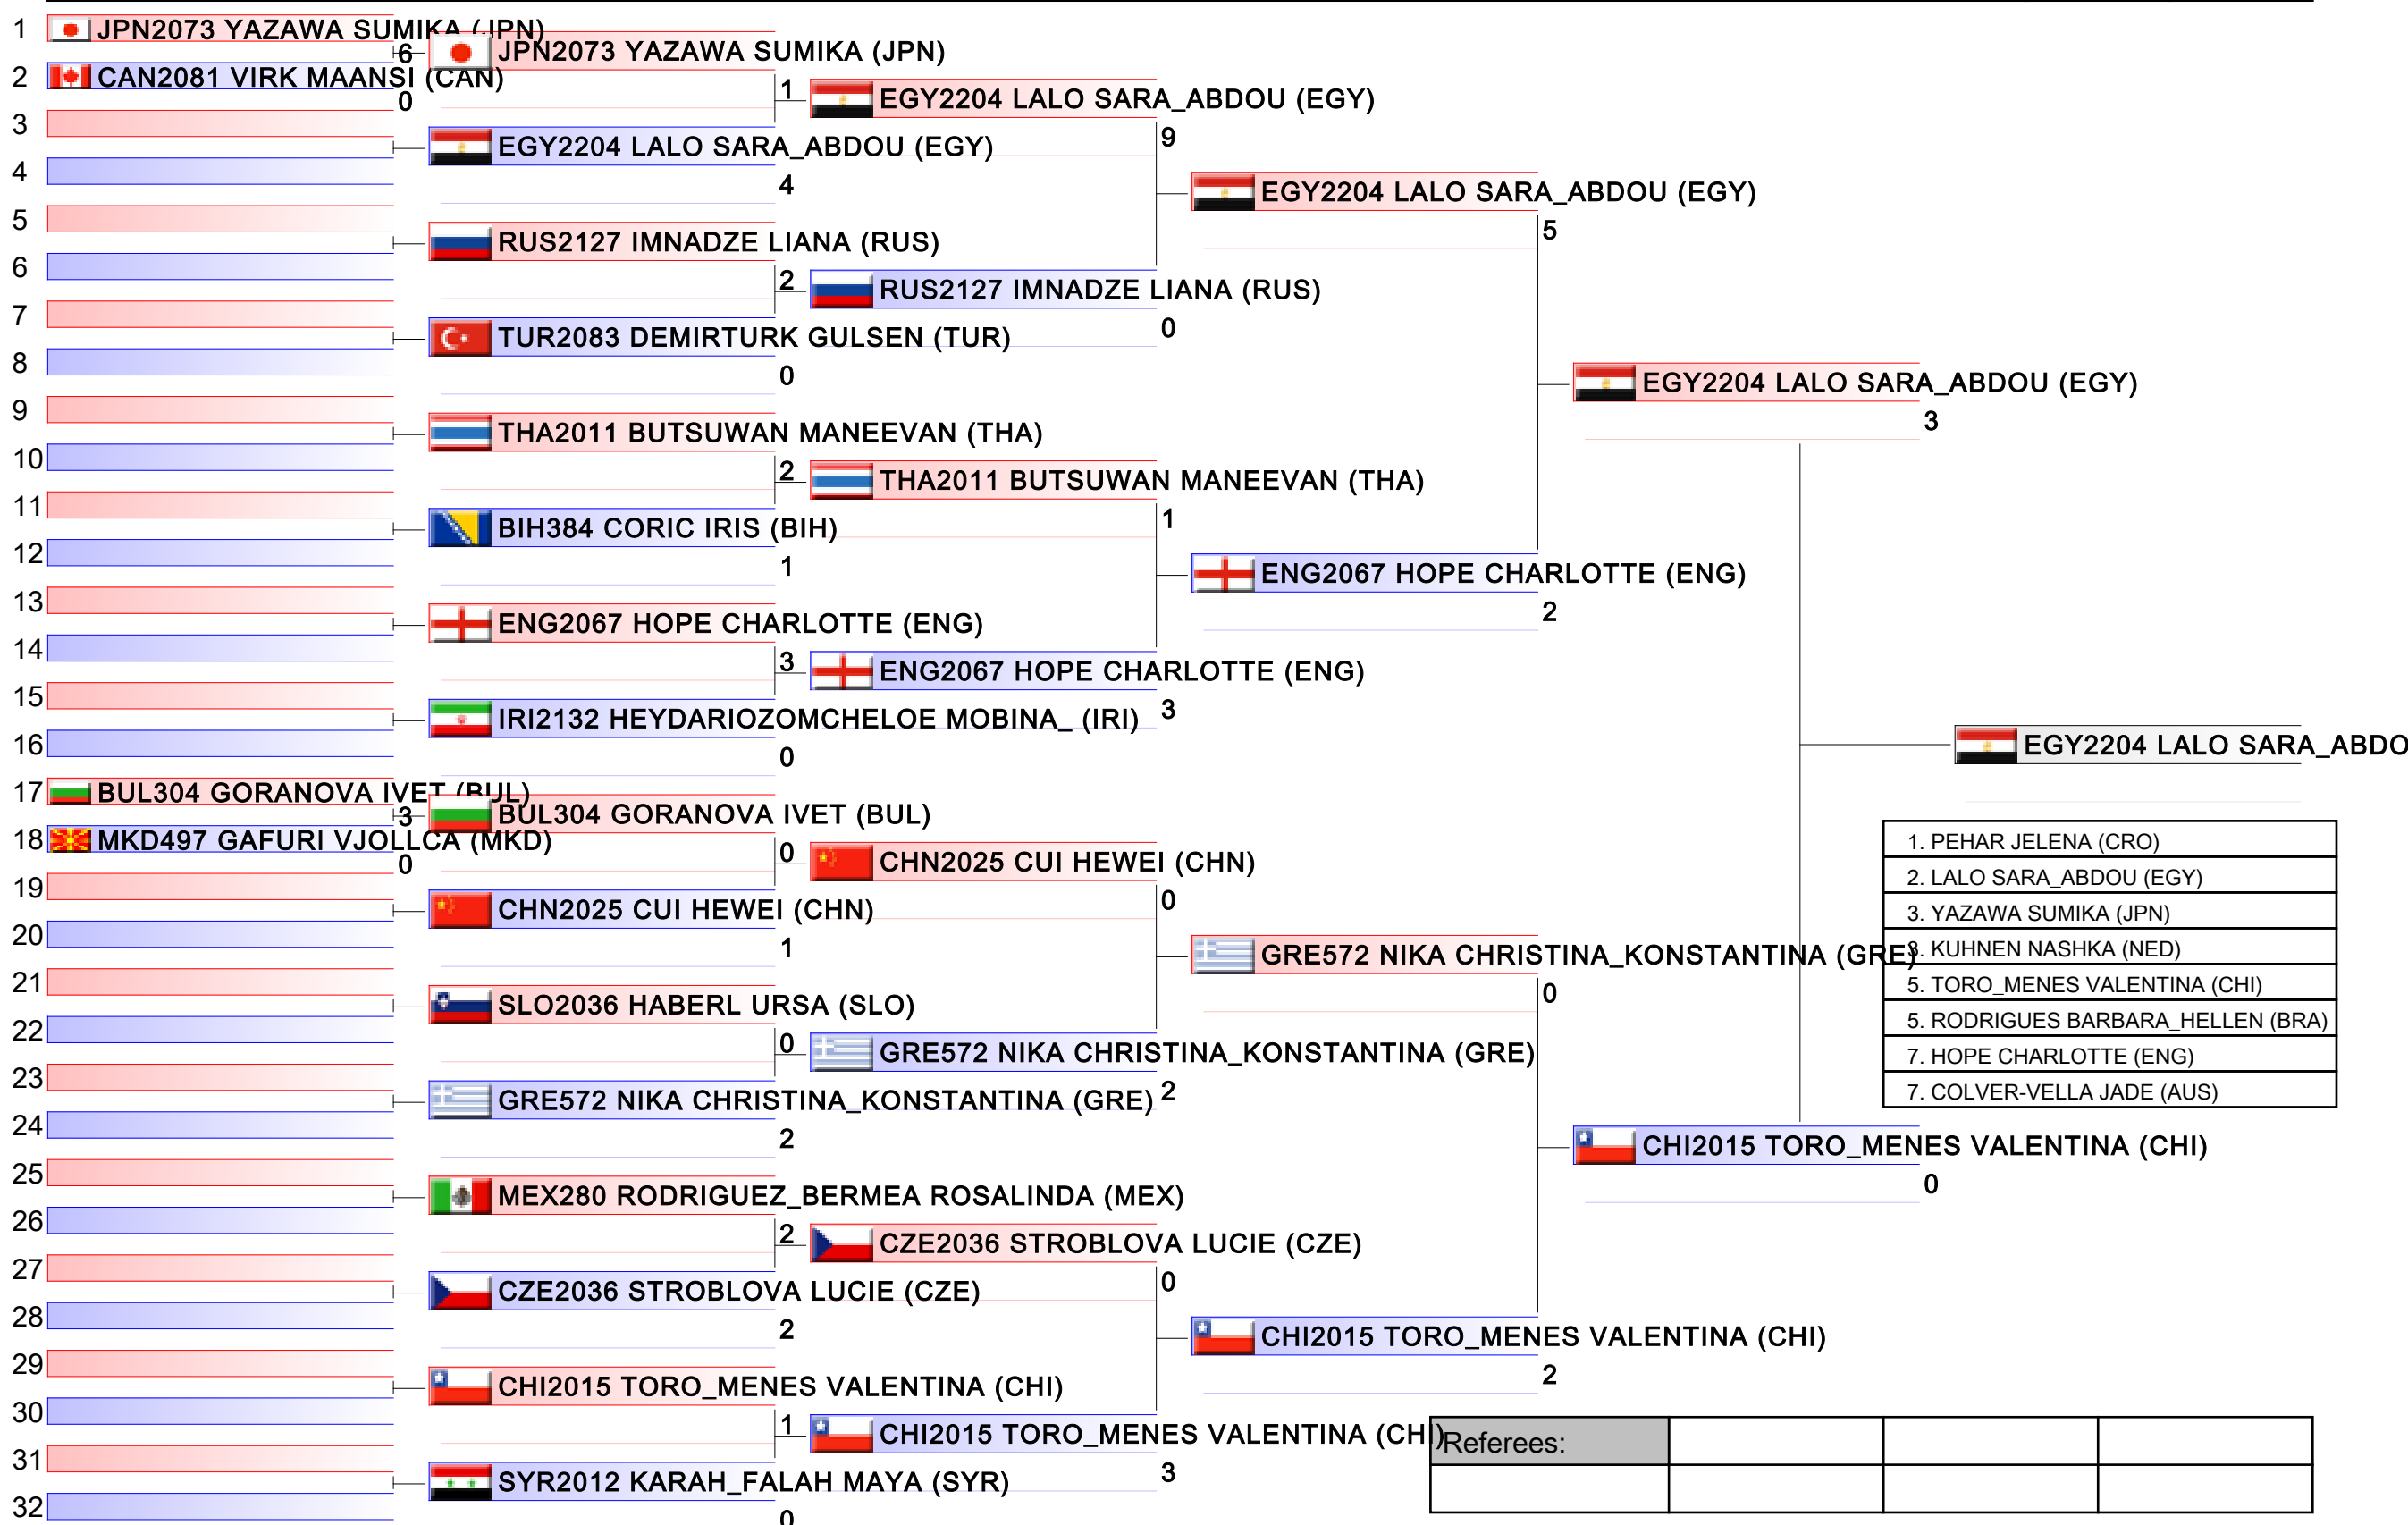 1 JPN2073 YAZAWA SUMIKA (JPN)
6
JPN2073 YAZAWA SUMIKA (JPN)
2 CAN2081 VIRK MAANSI (CAN)
0
1
EGY2204 LALO SARA_ABDOU (EGY)
3
9
EGY2204 LALO SARA_ABDOU (EGY)
4
4
EGY2204 LALO SARA_ABDOU (EGY)
5
5
RUS2127 IMNADZE LIANA (RUS)
6
2
RUS2127 IMNADZE LIANA (RUS)
7
0
TUR2083 DEMIRTURK GULSEN (TUR)
8
0
EGY2204 LALO SARA_ABDOU (EGY)
3
9
THA2011 BUTSUWAN MANEEVAN (THA)
10
2
THA2011 BUTSUWAN MANEEVAN (THA)
11
1
BIH384 CORIC IRIS (BIH)
12
1
ENG2067 HOPE CHARLOTTE (ENG)
2
13
ENG2067 HOPE CHARLOTTE (ENG)
14
3
ENG2067 HOPE CHARLOTTE (ENG)
15
3
IRI2132 HEYDARIOZOMCHELOE MOBINA_ (IRI)
16
0
EGY2204 LALO SARA_ABDO
17 BUL304 GORANOVA IVET (BUL)
3
BUL304 GORANOVA IVET (BUL)
18 MKD497 GAFURI VJOLLCA (MKD)
0
0
CHN2025 CUI HEWEI (CHN)
1. PEHAR JELENA (CRO)
2. LALO SARA_ABDOU (EGY)
3. YAZAWA SUMIKA (JPN)
3. KUHNEN NASHKA (NED)
5. TORO_MENES VALENTINA (CHI)
5. RODRIGUES BARBARA_HELLEN (BRA)
7. HOPE CHARLOTTE (ENG)
7. COLVER-VELLA JADE (AUS)
19
0
CHN2025 CUI HEWEI (CHN)
20
1
GRE572 NIKA CHRISTINA_KONSTANTINA (GRE)
0
21
SLO2036 HABERL URSA (SLO)
22
0
GRE572 NIKA CHRISTINA_KONSTANTINA (GRE)
23
2
GRE572 NIKA CHRISTINA_KONSTANTINA (GRE)
24
2
CHI2015 TORO_MENES VALENTINA (CHI)
0
25
MEX280 RODRIGUEZ_BERMEA ROSALINDA (MEX)
26
2
CZE2036 STROBLOVA LUCIE (CZE)
27
0
CZE2036 STROBLOVA LUCIE (CZE)
28
2
CHI2015 TORO_MENES VALENTINA (CHI)
2
29
CHI2015 TORO_MENES VALENTINA (CHI)
30
1
CHI2015 TORO_MENES VALENTINA (CHI)
Referees:
31
3
SYR2012 KARAH_FALAH MAYA (SYR)
32
0